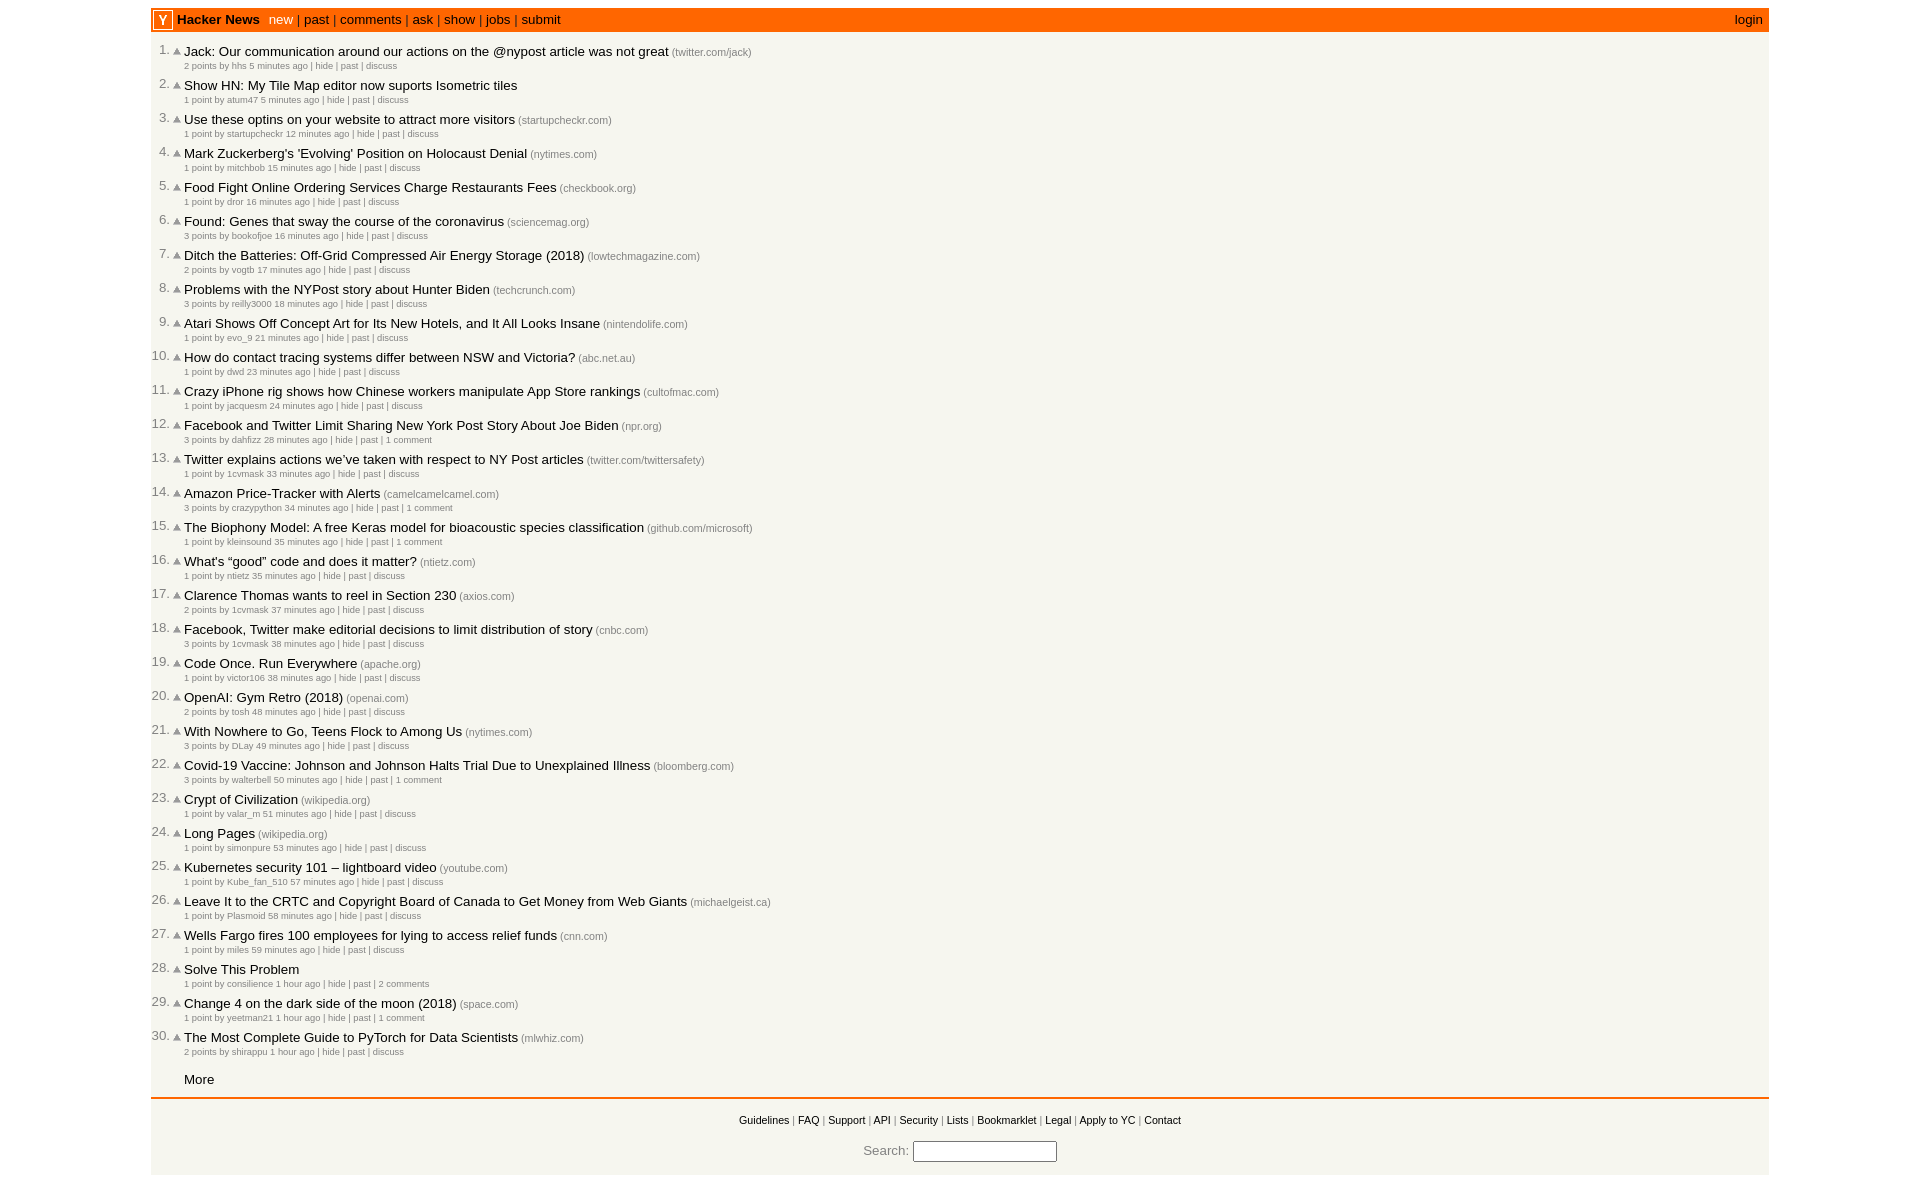 Y Hacker News new | past | comments | ask | show | jobs | submit login
1. Jack: Our communication around our actions on the @nypost article was not great (twitter.com/jack)
2 points by hhs 5 minutes ago | hide | past | discuss
2. Show HN: My Tile Map editor now suports Isometric tiles
1 point by atum47 5 minutes ago | hide | past | discuss
3. Use these optins on your website to attract more visitors (startupcheckr.com)
1 point by startupcheckr 12 minutes ago | hide | past | discuss
4. Mark Zuckerberg's 'Evolving' Position on Holocaust Denial (nytimes.com)
1 point by mitchbob 15 minutes ago | hide | past | discuss
5. Food Fight Online Ordering Services Charge Restaurants Fees (checkbook.org)
1 point by dror 16 minutes ago | hide | past | discuss
6. Found: Genes that sway the course of the coronavirus (sciencemag.org)
3 points by bookofjoe 16 minutes ago | hide | past | discuss
7. Ditch the Batteries: Off-Grid Compressed Air Energy Storage (2018) (lowtechmagazine.com)
2 points by vogtb 17 minutes ago | hide | past | discuss
8. Problems with the NYPost story about Hunter Biden (techcrunch.com)
3 points by reilly3000 18 minutes ago | hide | past | discuss
9. Atari Shows Off Concept Art for Its New Hotels, and It All Looks Insane (nintendolife.com)
1 point by evo_9 21 minutes ago | hide | past | discuss
10. How do contact tracing systems differ between NSW and Victoria? (abc.net.au)
1 point by dwd 23 minutes ago | hide | past | discuss
11. Crazy iPhone rig shows how Chinese workers manipulate App Store rankings (cultofmac.com)
1 point by jacquesm 24 minutes ago | hide | past | discuss
12. Facebook and Twitter Limit Sharing New York Post Story About Joe Biden (npr.org)
3 points by dahfizz 28 minutes ago | hide | past | 1 comment
13. Twitter explains actions we’ve taken with respect to NY Post articles (twitter.com/twittersafety)
1 point by 1cvmask 33 minutes ago | hide | past | discuss
14. Amazon Price-Tracker with Alerts (camelcamelcamel.com)
3 points by crazypython 34 minutes ago | hide | past | 1 comment
15. The Biophony Model: A free Keras model for bioacoustic species classification (github.com/microsoft)
1 point by kleinsound 35 minutes ago | hide | past | 1 comment
16. What's “good” code and does it matter? (ntietz.com)
1 point by ntietz 35 minutes ago | hide | past | discuss
17. Clarence Thomas wants to reel in Section 230 (axios.com)
2 points by 1cvmask 37 minutes ago | hide | past | discuss
18. Facebook, Twitter make editorial decisions to limit distribution of story (cnbc.com)
3 points by 1cvmask 38 minutes ago | hide | past | discuss
19. Code Once. Run Everywhere (apache.org)
1 point by victor106 38 minutes ago | hide | past | discuss
20. OpenAI: Gym Retro (2018) (openai.com)
2 points by tosh 48 minutes ago | hide | past | discuss
21. With Nowhere to Go, Teens Flock to Among Us (nytimes.com)
3 points by DLay 49 minutes ago | hide | past | discuss
22. Covid-19 Vaccine: Johnson and Johnson Halts Trial Due to Unexplained Illness (bloomberg.com)
3 points by walterbell 50 minutes ago | hide | past | 1 comment
23. Crypt of Civilization (wikipedia.org)
1 point by valar_m 51 minutes ago | hide | past | discuss
24. Long Pages (wikipedia.org)
1 point by simonpure 53 minutes ago | hide | past | discuss
25. Kubernetes security 101 – lightboard video (youtube.com)
1 point by Kube_fan_510 57 minutes ago | hide | past | discuss
26. Leave It to the CRTC and Copyright Board of Canada to Get Money from Web Giants (michaelgeist.ca)
1 point by Plasmoid 58 minutes ago | hide | past | discuss
27. Wells Fargo fires 100 employees for lying to access relief funds (cnn.com)
1 point by miles 59 minutes ago | hide | past | discuss
28. Solve This Problem
1 point by consilience 1 hour ago | hide | past | 2 comments
29. Change 4 on the dark side of the moon (2018) (space.com)
1 point by yeetman21 1 hour ago | hide | past | 1 comment
30. The Most Complete Guide to PyTorch for Data Scientists (mlwhiz.com)
2 points by shirappu 1 hour ago | hide | past | discuss
More
Guidelines | FAQ | Support | API | Security | Lists | Bookmarklet | Legal | Apply to YC | Contact
Search: